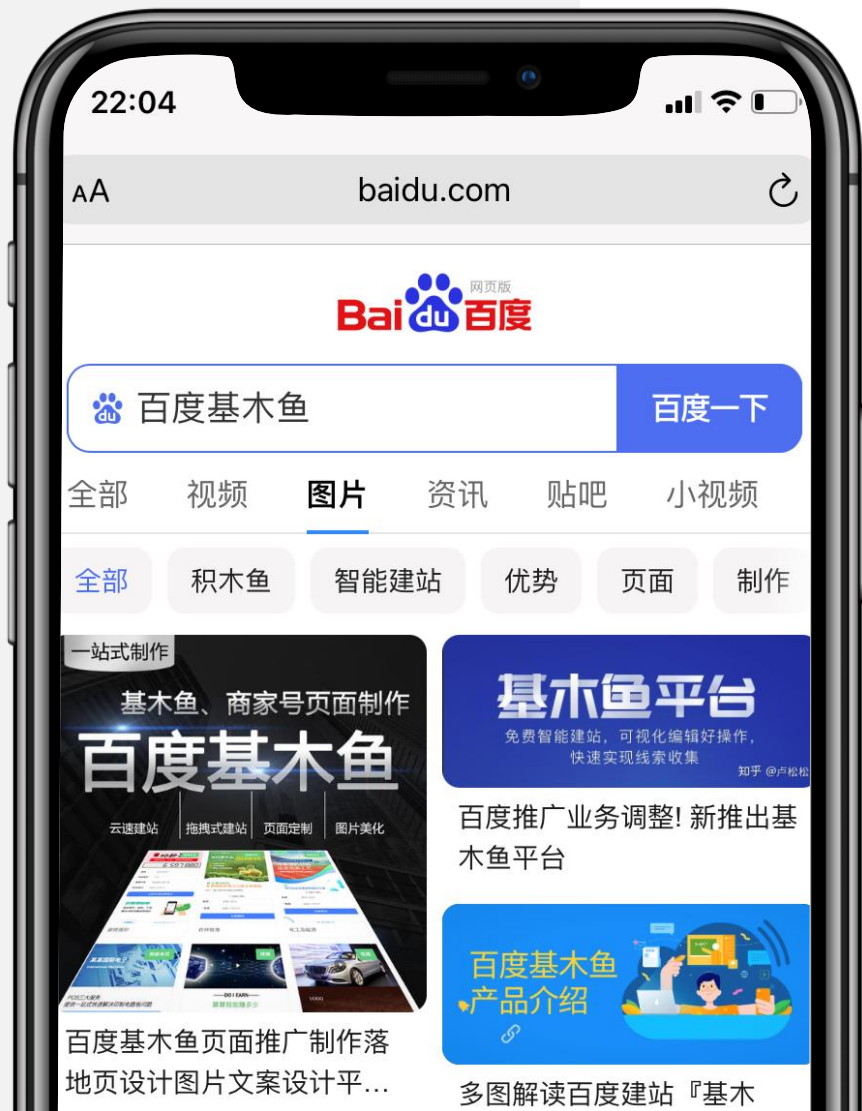 22:04
AA
baidu.com
网页版
Bai du 百度
du 百度基木鱼
百度一下
全部 视频 图片 资讯 贴吧 小视频
全部 积木鱼 智能建站 优势 页面 制作
一站式制作
基木鱼、商家号页面制作
百度基木鱼
云速建站 拖拽式建站 页面定制 图片美化
DO I EARN
百度基木鱼页面推广制作落
地页设计图片文案设计平...
基木鱼平台
免费智能建站，可视化编辑好操作，
快速实现线索收集
知乎 @卢松松
百度推广业务调整! 新推出基
木鱼平台
百度基木鱼
产品介绍
多图解读百度建站『基木